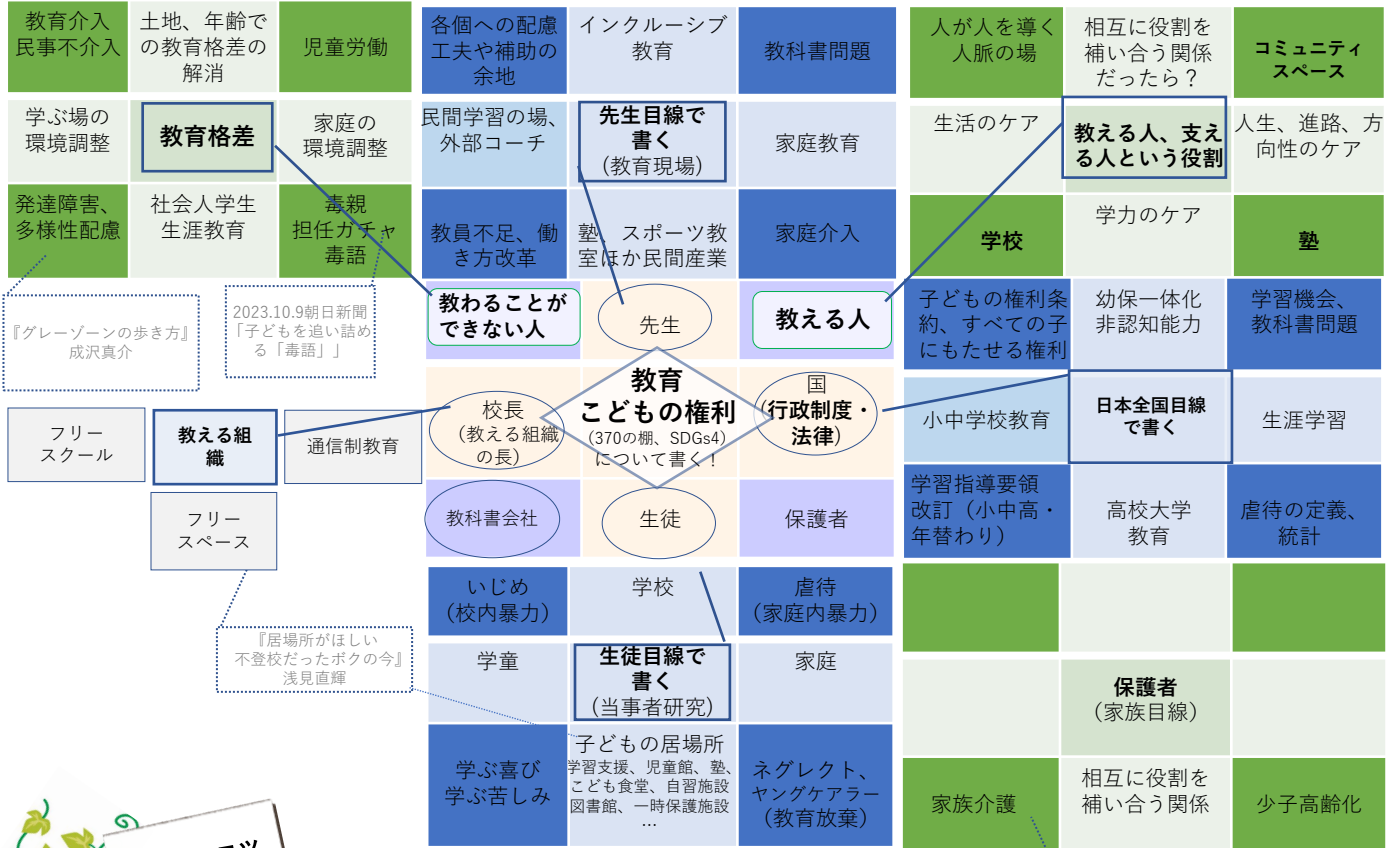 教育介入
民事不介入
土地、年齢で
の教育格差の
解消
児童労働
学ぶ場の
環境調整
教育格差
家庭の
環境調整
発達障害、
多様性配慮
社会人学生
生涯教育
毒親
担任ガチャ
毒語
『グレーゾーンの歩き方』
成沢真介
2023.10.9朝日新聞
「子どもを追い詰め
る「毒語」」
各個への配慮
工夫や補助の
余地
インクルーシブ
教育
教科書問題
民間学習の場、
外部コーチ
先生目線で
書く
(教育現場)
家庭教育
教員不足、働
き方改革
塾、スポーツ教
室ほか民間産業
家庭介入
人が人を導く
人脈の場
相互に役割を
補い合う関係
だったら？
コミュニティ
スペース
生活のケア
教える人、支え
る人という役割
人生、進路、方
向性のケア
学校
学力のケア
塾
教わることが
できない人
先生
教える人
校長
(教える組織
の長)
教育
こどもの権利
(370の棚、SDGs4)
について書く！
国
(行政制度・
法律)
教科書会社
生徒
保護者
子どもの権利条
約、すべての子
にもたせる権利
幼保一体化
非認知能力
学習機会、
教科書問題
小中学校教育
日本全国目線
で書く
生涯学習
学習指導要領
改訂（小中高・
年替わり）
高校大学
教育
虐待の定義、
統計
フリー
スクール
教える組
織
通信制教育
フリー
スペース
『居場所がほしい
不登校だったボクの今』
浅見直輝
いじめ
(校内暴力)
学校
虐待
(家庭内暴力)
学童
生徒目線で
書く
(当事者研究)
家庭
学ぶ喜び
学ぶ苦しみ
子どもの居場所
学習支援、児童館、塾、
こども食堂、自習施設
図書館、一時保護施設
…
ネグレクト、
ヤングケアラー
(教育放棄)
保護者
(家族目線)
家族介護
相互に役割を
補い合う関係
少子高齢化